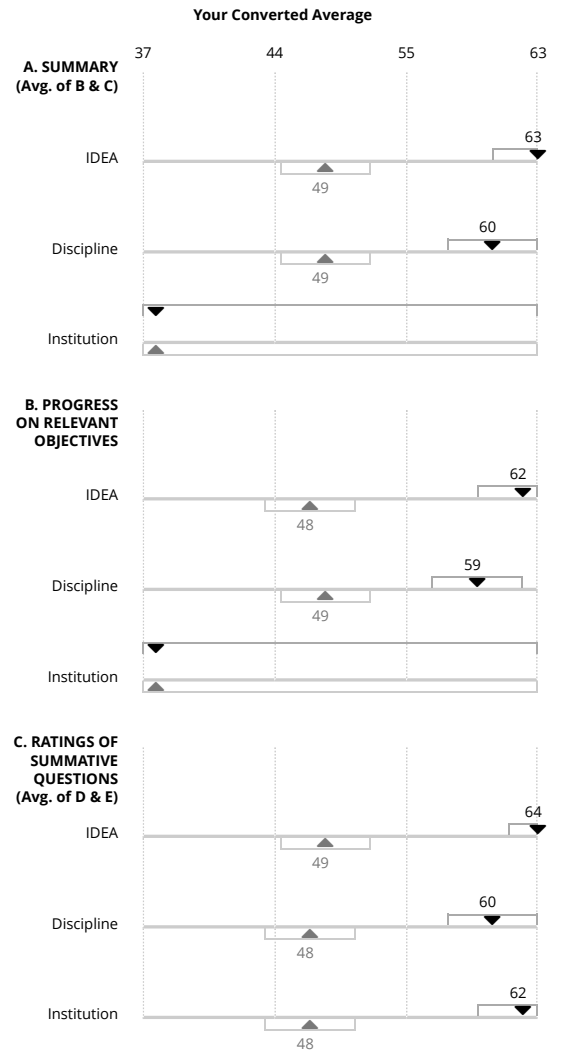 Your Converted Average
37 44 55 63
A. SUMMARY
(Avg. of B & C)
63
IDEA
49
60
Discipline
49
Institution
B. PROGRESS
ON RELEVANT
OBJECTIVES
62
IDEA
48
59
Discipline
49
Institution
C. RATINGS OF
SUMMATIVE
QUESTIONS
(Avg. of D & E)
64
IDEA
49
60
Discipline
48
62
Institution
48